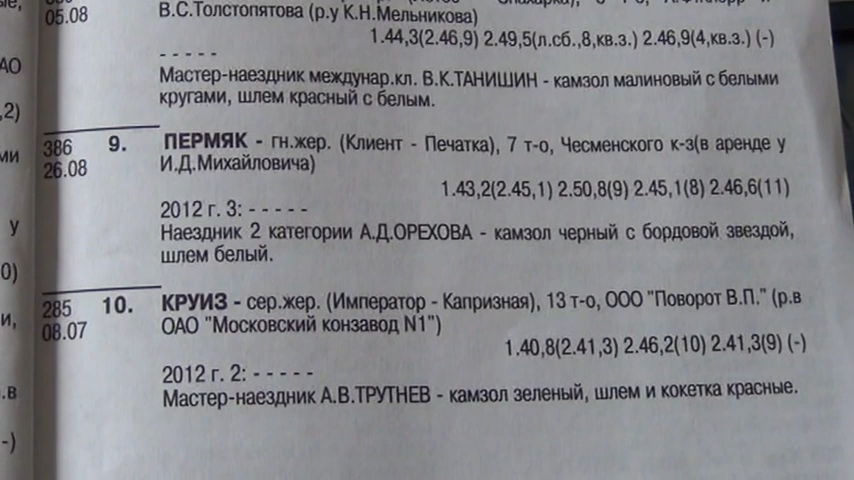 05.08
В.С.Толстопятова (р.у К.Н.Мельникова)
1.44,3(2.46,9) 2.49,5(л.сб.,8,кв.з.) 2.46,9(4,кв.з.) (-)
- - - - -
Мастер-наездник междунар.кл. В.К.ТАНИШИН - камзол малиновый с белыми
кругами, шлем красный с белым.
386 9. ПЕРМЯК - гн.жер. (Клиент - Печатка), 7 т-о, Чесменского к-з(в аренде у
26.08 И.Д.Михайловича)
1.43,2(2.45,1) 2.50,8(9) 2.45,1(8) 2.46,6(11)
2012 г. 3: - - - - -
Наездник 2 категории А.Д.ОРЕХОВА - камзол черный с бордовой звездой,
шлем белый.
285 10. КРУИЗ - сер.жер. (Император - Капризная), 13 т-о, ООО "Поворот В.П." (р.в
08.07 ОАО "Московский конзавод N1")
1.40,8(2.41,3) 2.46,2(10) 2.41,3(9) (-)
2012 г. 2: - - - - -
Мастер-наездник А.В.ТРУТНЕВ - камзол зеленый, шлем и кокетка красные.
АО
,2)
ми
у
0)
и,
.в
-)